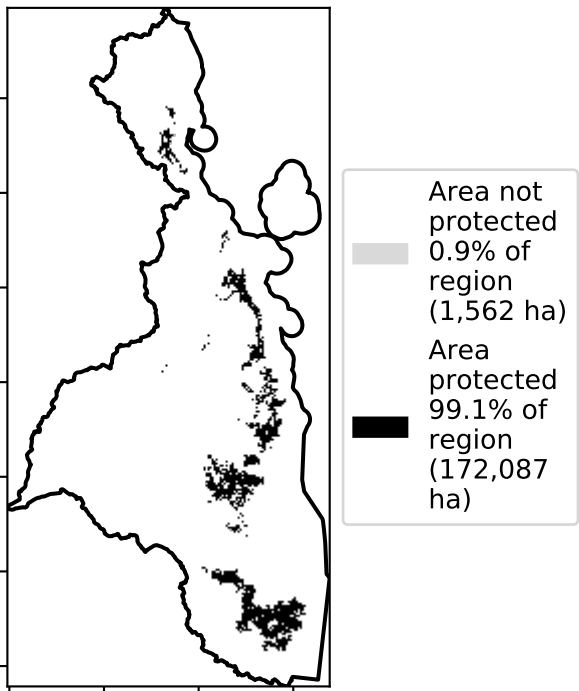 Area not
protected
0.9% of
region
(1,562 ha)
Area
protected
99.1% of
region
(172,087
ha)